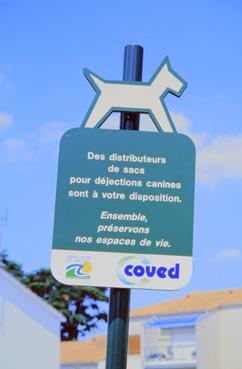 Des distributeurs
de sacs
pour déjections canines
sont à votre disposition.
Ensemble,
préservons
nos espaces de vie.
coved